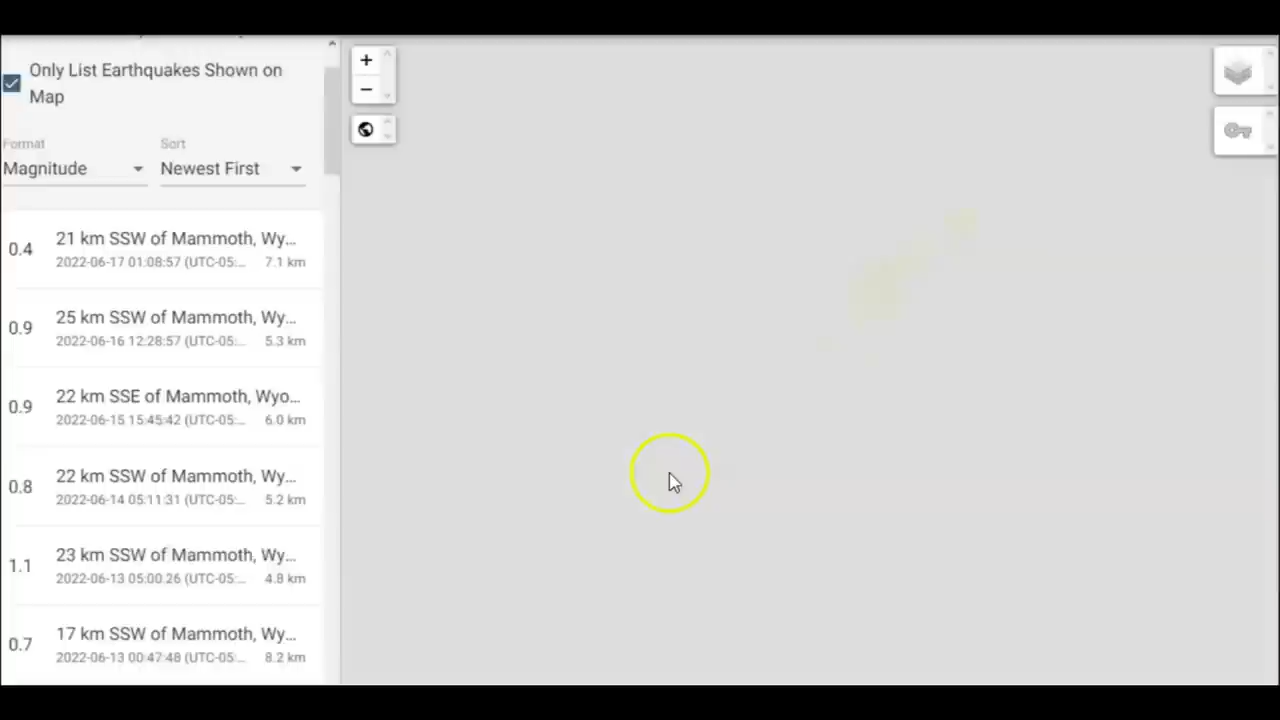 Only List Earthquakes Shown on
Map
Format
Sort
Magnitude
Newest First
0.4
21 km SSW of Mammoth, Wy...
2022-06-17 01:08:57 (UTC-05:...
7.1 km
0.9
25 km SSW of Mammoth, Wy...
2022-06-16 12:28:57 (UTC-05:...
5.3 km
0.9
22 km SSE of Mammoth, Wyo...
2022-06-15 15:45:42 (UTC-05:...
6.0 km
0.8
22 km SSW of Mammoth, Wy...
2022-06-14 05:11:31 (UTC-05:...
5.2 km
1.1
23 km SSW of Mammoth, Wy...
2022-06-13 05:00:26 (UTC-05:...
4.8 km
0.7
17 km SSW of Mammoth, Wy...
2022-06-13 00:47:48 (UTC-05:...
8.2 km
+
−